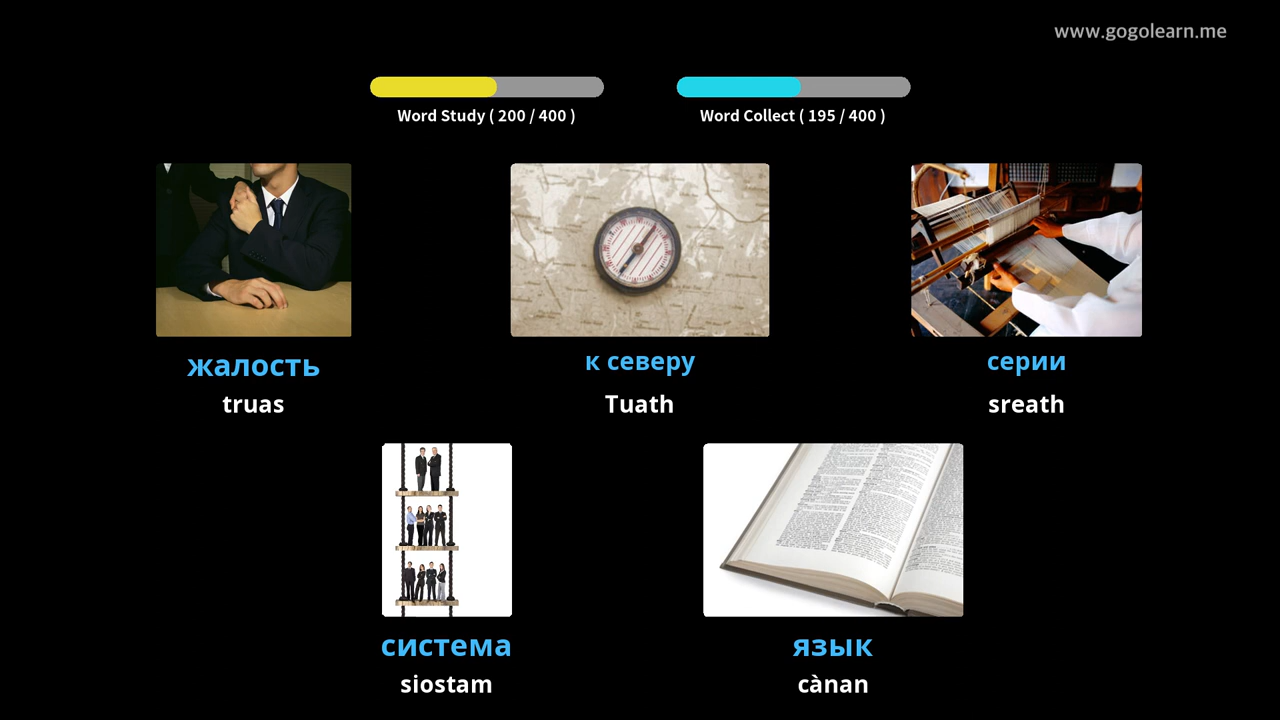 www.gogolearn.me
Word Study ( 200 / 400 )
Word Collect ( 195 / 400 )
жалость
truas
к северу
Tuath
серии
sreath
система
siostam
язык
cànan